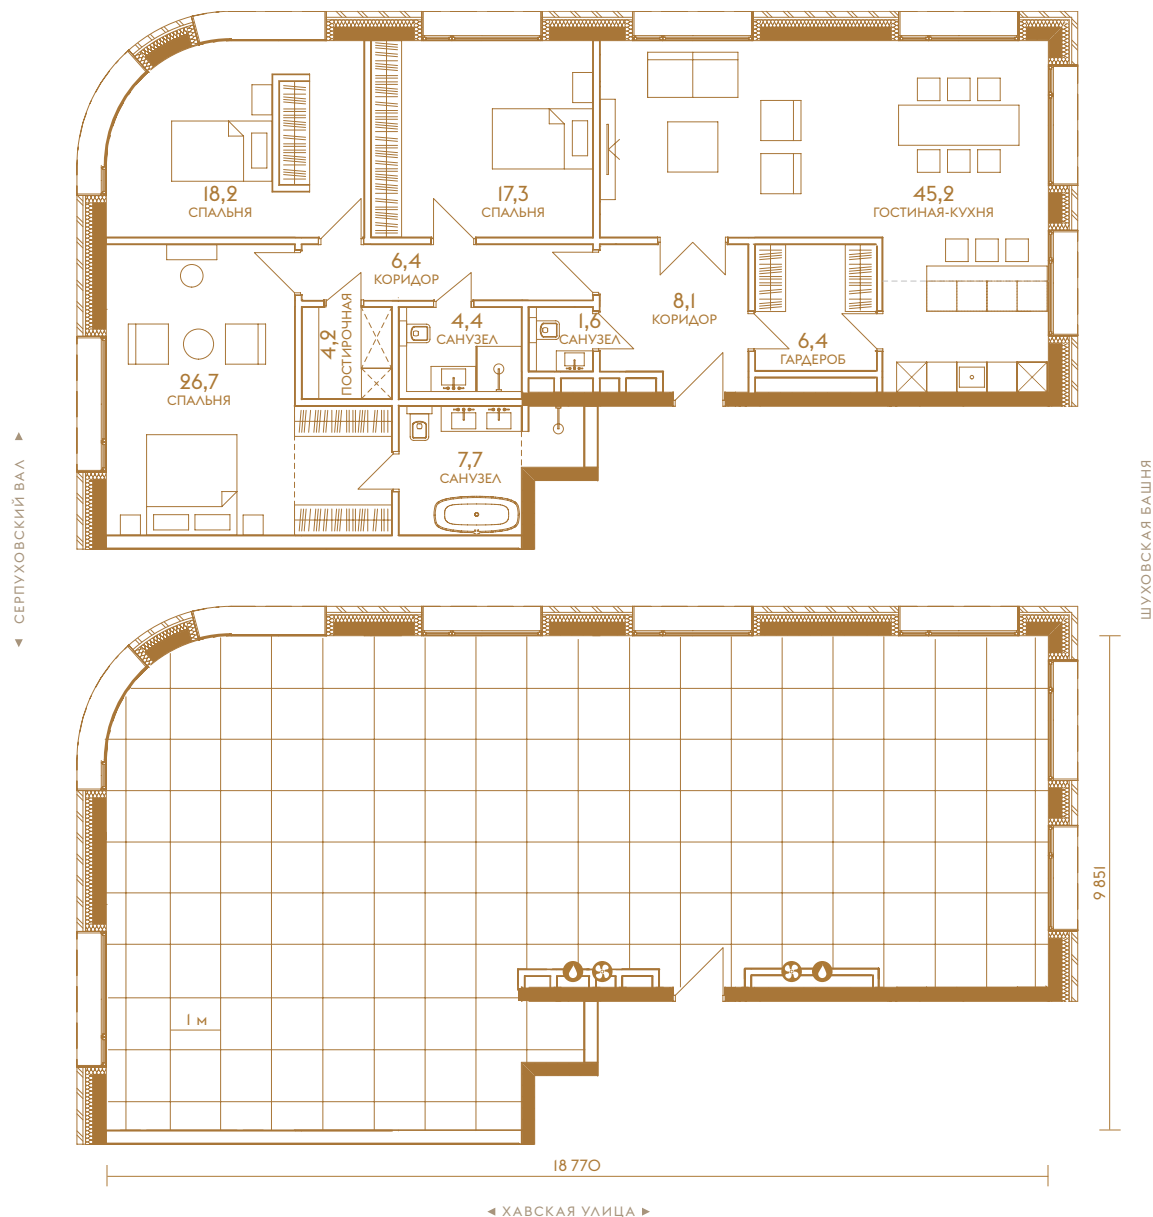 18,2
СПАЛЬНЯ
17,3
СПАЛЬНЯ
45,2
ГОСТИНАЯ-КУХНЯ
6,4
КОРИДОР
8,1
КОРИДОР
4,2
ПОСТИРОЧНАЯ
4,4
САНУЗЕЛ
1,6
САНУЗЕЛ
6,4
ГАРДЕРОБ
26,7
СПАЛЬНЯ
7,7
САНУЗЕЛ
◄ СЕРПУХОВСКИЙ ВАЛ ►
ШУХОВСКАЯ БАШНЯ
1 м
9 851
18 770
◄ ХАВСКАЯ УЛИЦА ►